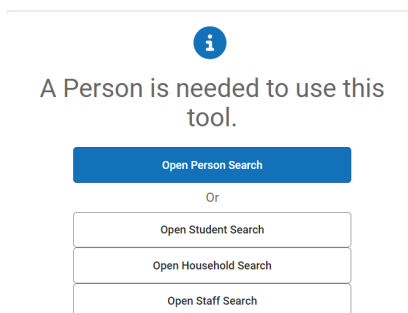 A Person is needed to use this
tool.
Open Person Search
Or
Open Student Search
Open Household Search
Open Staff Search